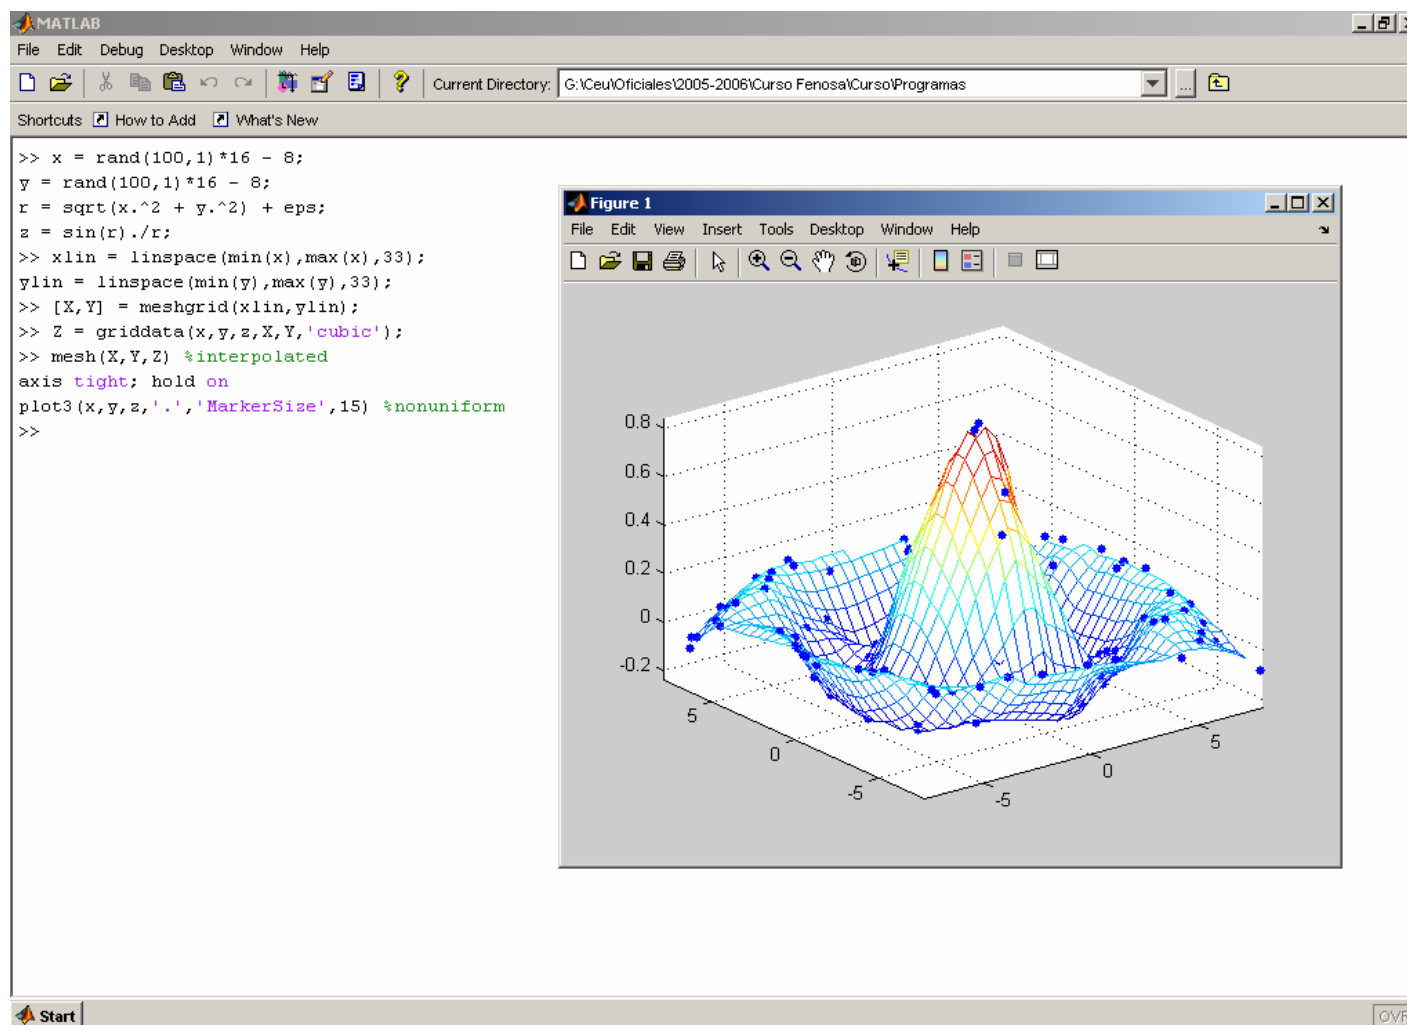 MATLAB
File Edit Debug Desktop Window Help
Current Directory: G:\Ceu\Oficiales\2005-2006\Curso Fenosa\Curso\Programas
Shortcuts How to Add What's New
>> x = rand(100,1)*16 - 8;
y = rand(100,1)*16 - 8;
r = sqrt(x.^2 + y.^2) + eps;
z = sin(r)./r;
>> xlin = linspace(min(x),max(x),33);
ylin = linspace(min(y),max(y),33);
>> [X,Y] = meshgrid(xlin,ylin);
>> Z = griddata(x,y,z,X,Y,'cubic');
>> mesh(X,Y,Z) %interpolated
axis tight; hold on
plot3(x,y,z,'.','MarkerSize',15) %nonuniform
>>
Figure 1
File Edit View Insert Tools Desktop Window Help
0.8
0.6
0.4
0.2
0
-0.2
5
0
-5
-5
0
5
Start
OVR